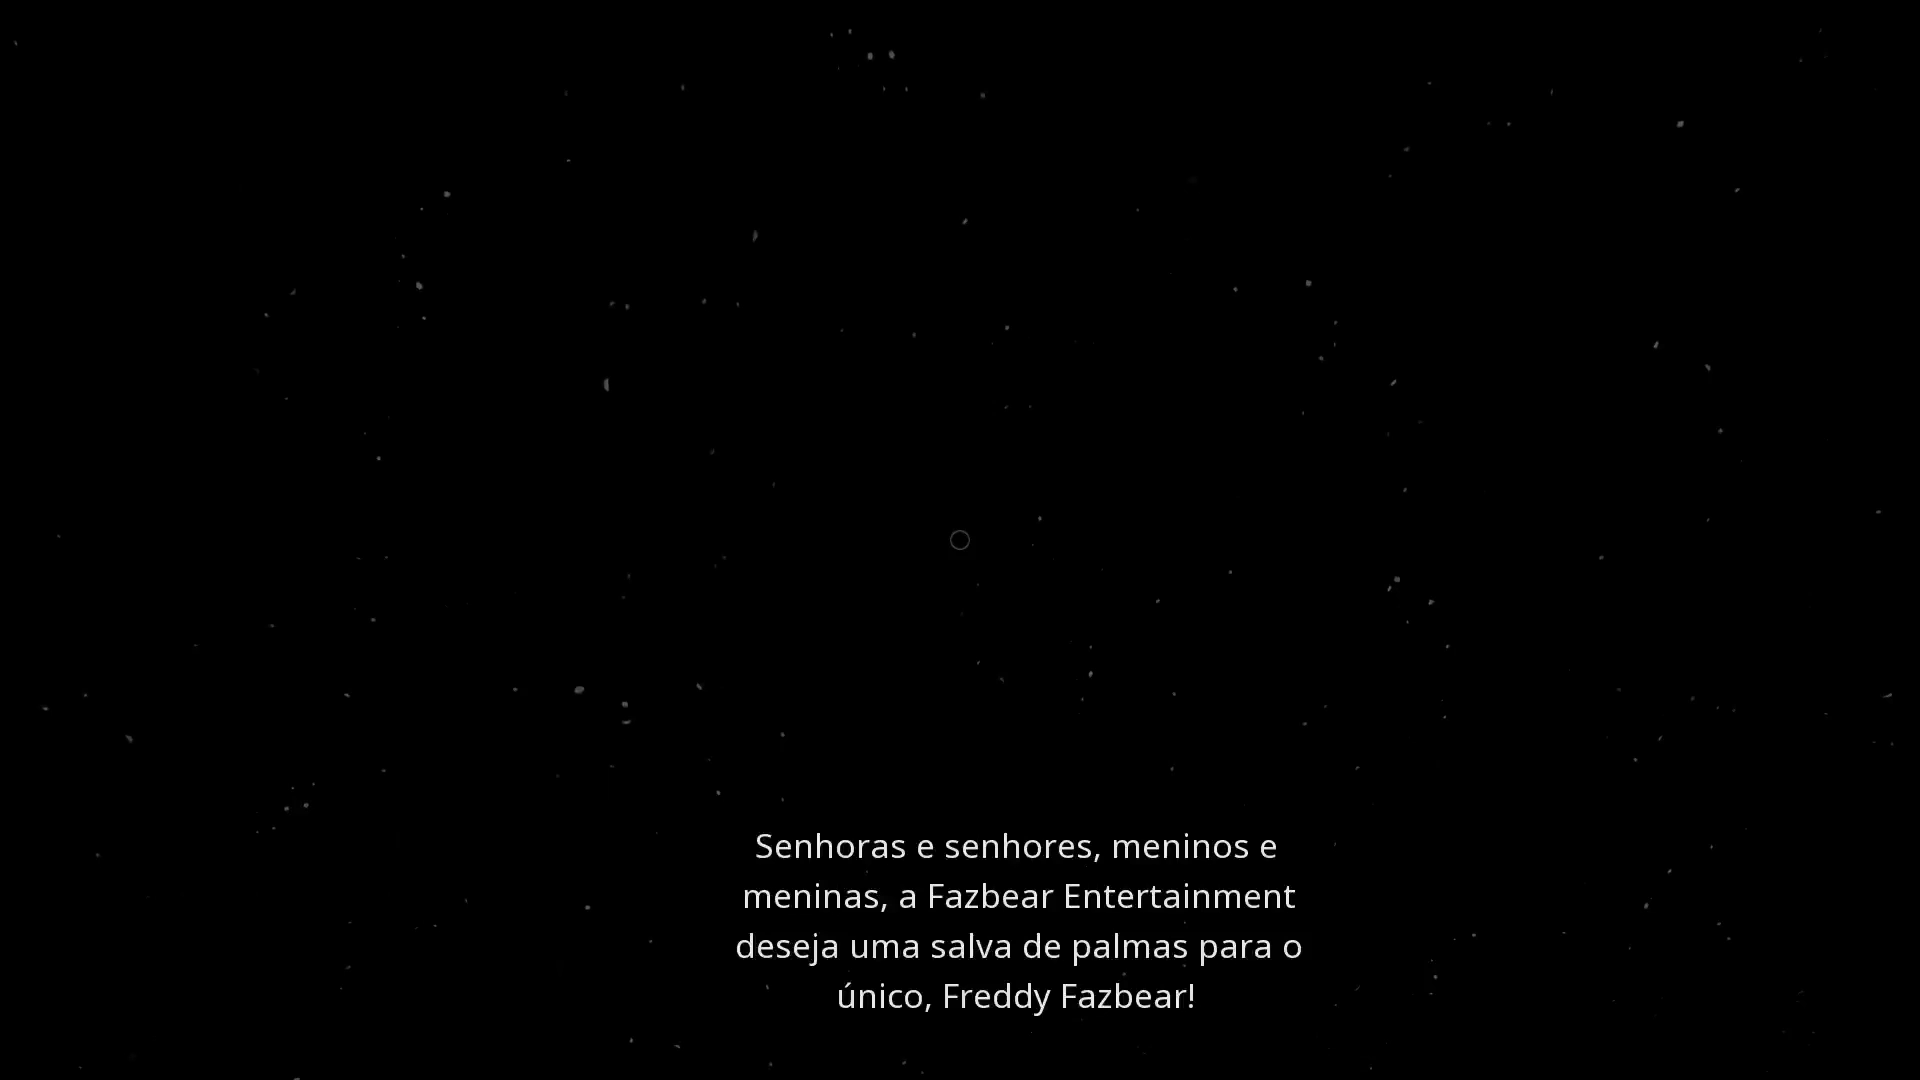 Senhoras e senhores, meninos e
meninas, a Fazbear Entertainment
deseja uma salva de palmas para o
único, Freddy Fazbear!